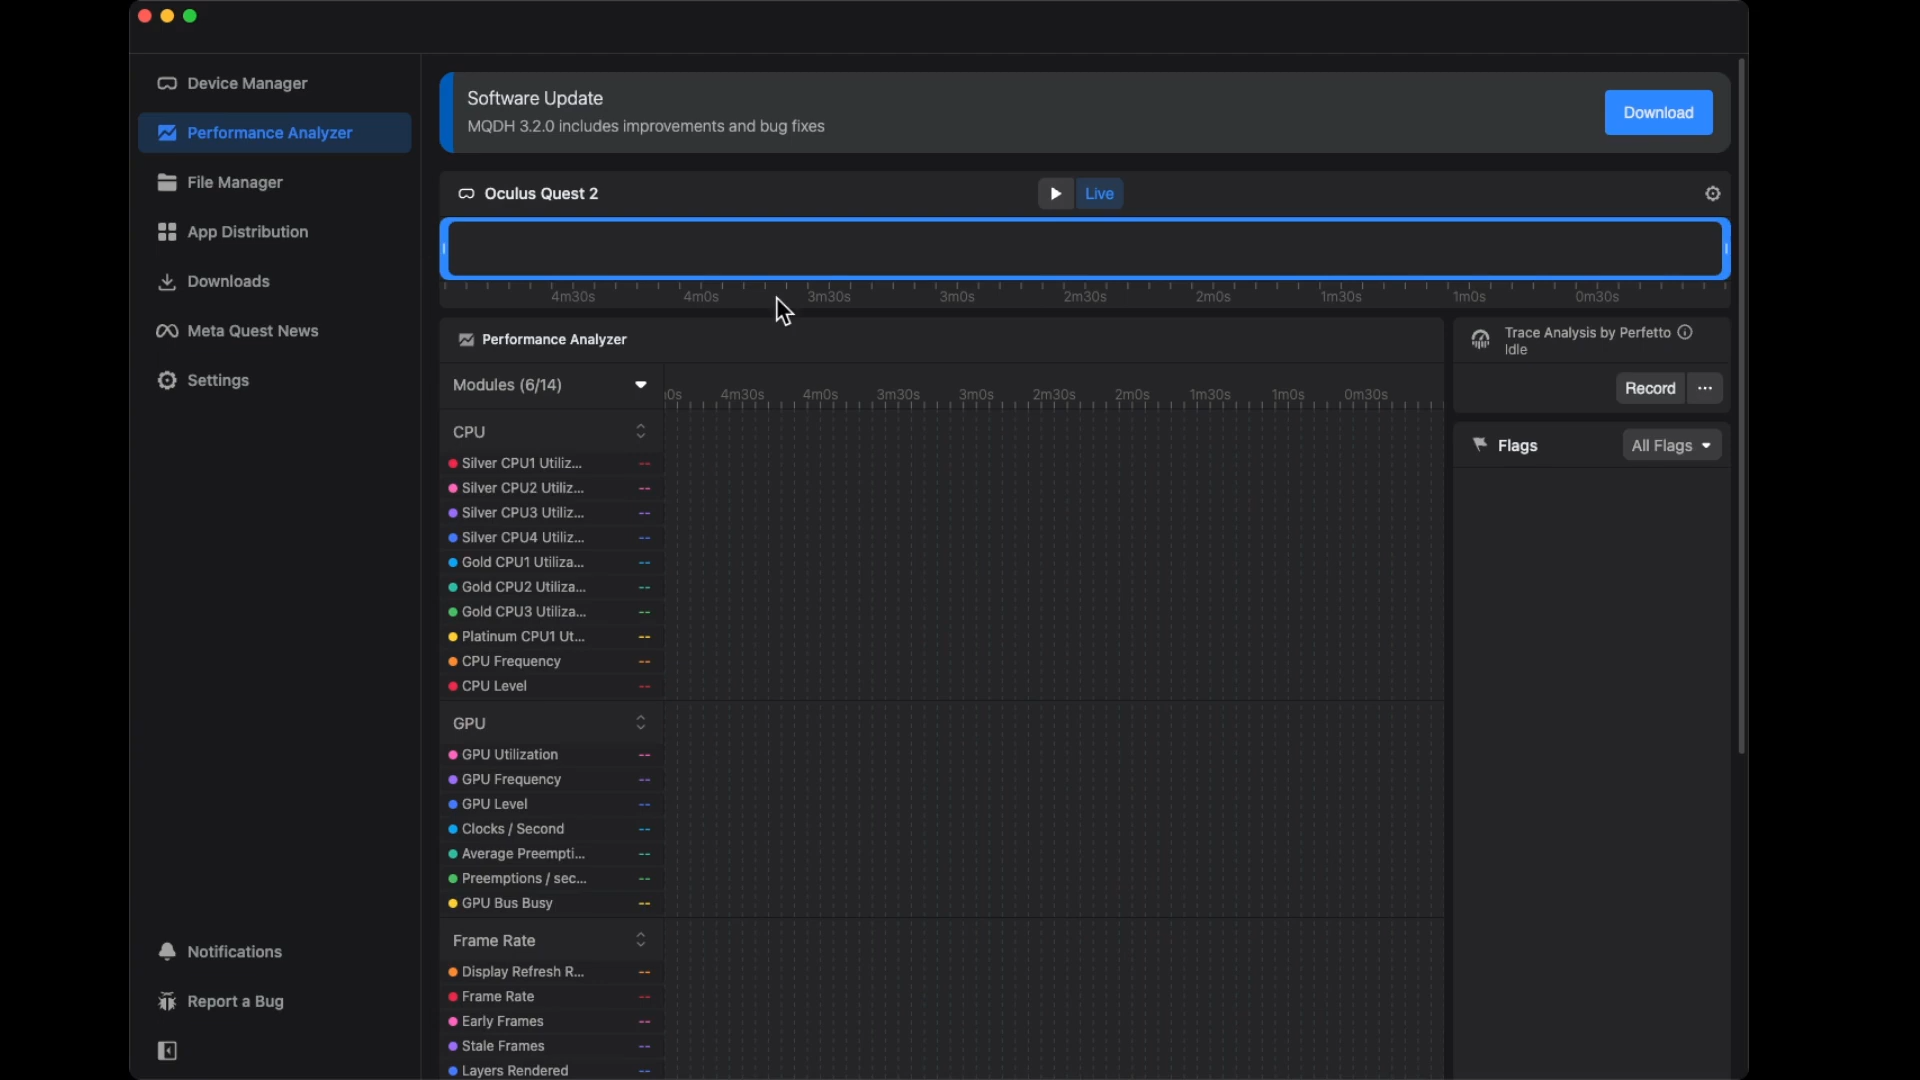 Device Manager
Performance Analyzer
File Manager
App Distribution
Downloads
Meta Quest News
Settings
Notifications
Report a Bug
Software Update
MQDH 3.2.0 includes improvements and bug fixes
Download
Oculus Quest 2
Live
4m30s 4m0s 3m30s 3m0s 2m30s 2m0s 1m30s 1m0s 0m30s
Performance Analyzer
Modules (6/14)
0s 4m30s 4m0s 3m30s 3m0s 2m30s 2m0s 1m30s 1m0s 0m30s
CPU
Silver CPU1 Utiliz... --
Silver CPU2 Utiliz... --
Silver CPU3 Utiliz... --
Silver CPU4 Utiliz... --
Gold CPU1 Utiliza... --
Gold CPU2 Utiliza... --
Gold CPU3 Utiliza... --
Platinum CPU1 Ut... --
CPU Frequency --
CPU Level --
GPU
GPU Utilization --
GPU Frequency --
GPU Level --
Clocks / Second --
Average Preempti... --
Preemptions / sec... --
GPU Bus Busy --
Frame Rate
Display Refresh R... --
Frame Rate --
Early Frames --
Stale Frames --
Layers Rendered --
Trace Analysis by Perfetto
Idle
Record ...
Flags
All Flags